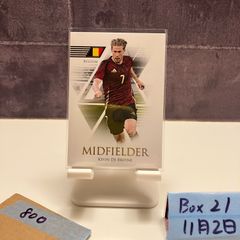 BELGIUM
7
MIDFIELDER
KEVIN DE BRUYNE
800
Box 21
11月2日